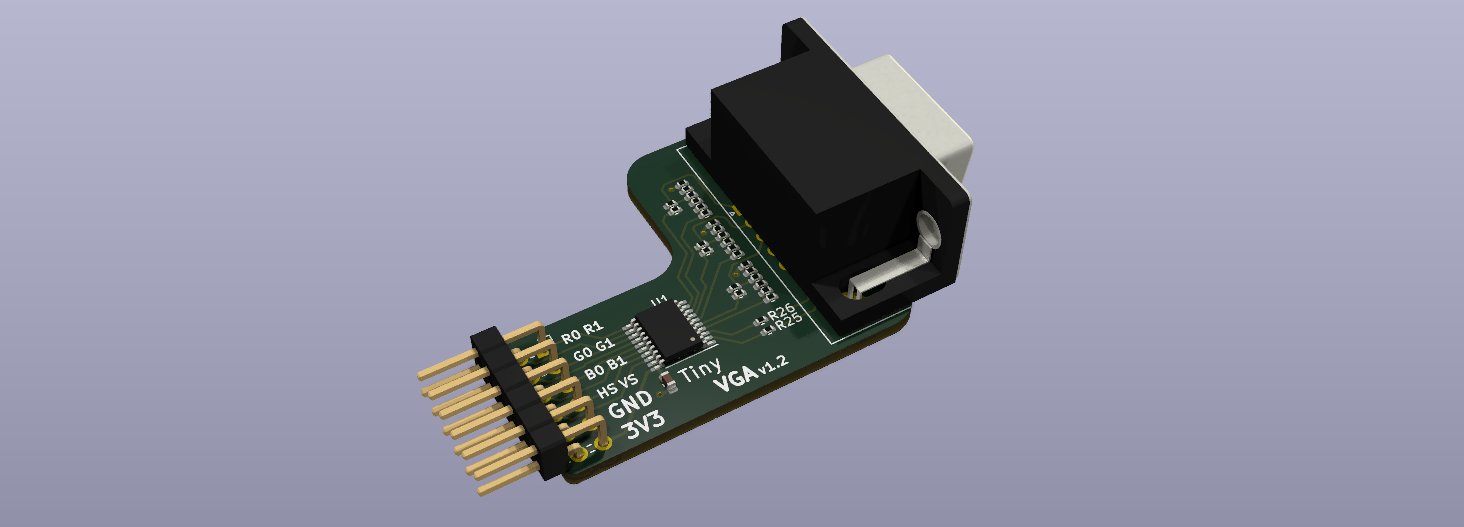 U1
R0 R1
G0 G1
B0 B1
HS VS
GND
3V3
R26
R25
Tiny
VGA v1.2